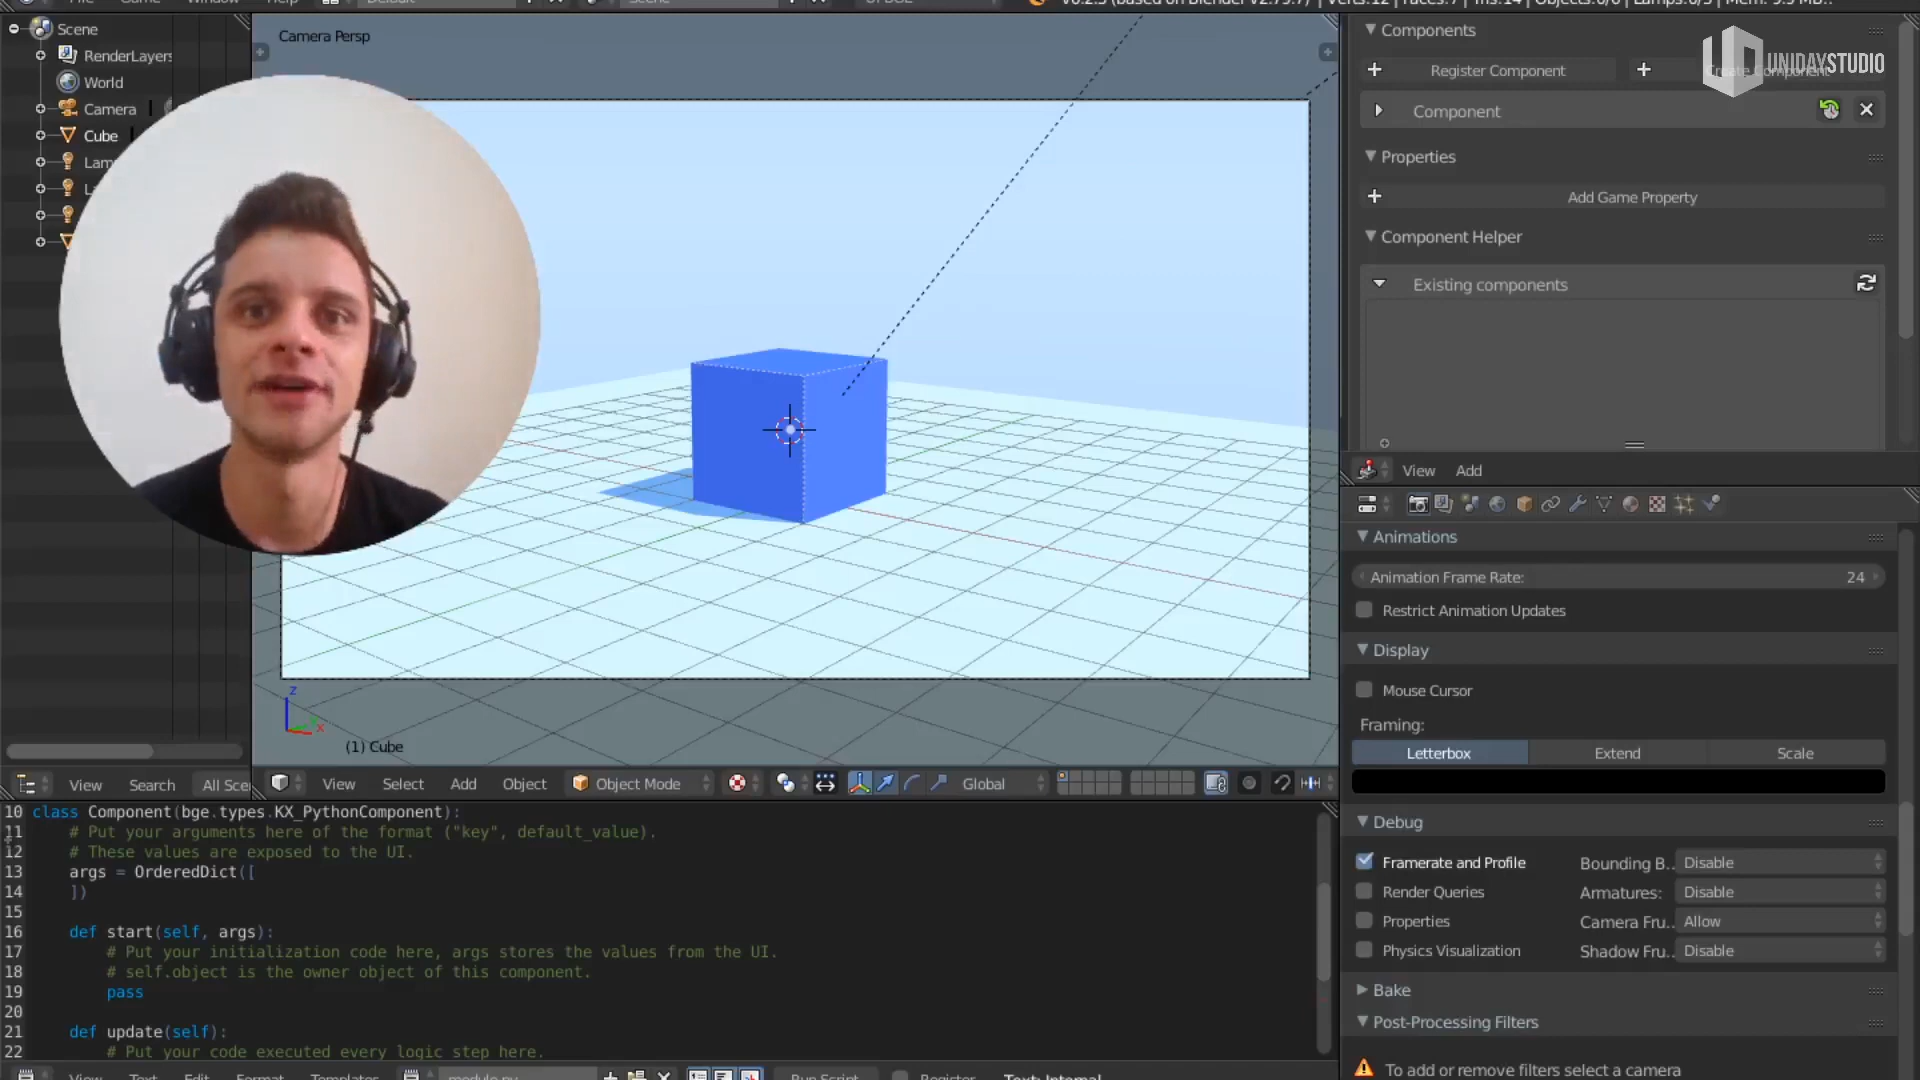 Scene
RenderLayers
World
Camera
Cube
Camera Persp
(1) Cube
View
Search
All Sce
View
Select
Add
Object
Object Mode
Global
10 class Component(bge.types.KX_PythonComponent):
11 # Put your arguments here of the format ("key", default_value).
12 # These values are exposed to the UI.
13 args = OrderedDict([
14 ])
15
16 def start(self, args):
17 # Put your initialization code here, args stores the values from the UI.
18 # self.object is the owner object of this component.
19 pass
20
21 def update(self):
22 # Put your code executed every logic step here.
Components
Register Component
Create Component
UNIDAYSTUDIO
Component
Properties
Add Game Property
Component Helper
Existing components
View
Add
Animations
Animation Frame Rate: 24
Restrict Animation Updates
Display
Mouse Cursor
Framing:
Letterbox
Extend
Scale
Debug
Framerate and Profile
Bounding B.. Disable
Render Queries
Armatures: Disable
Properties
Camera Fru.. Allow
Physics Visualization
Shadow Fru.. Disable
Bake
Post-Processing Filters
To add or remove filters select a camera